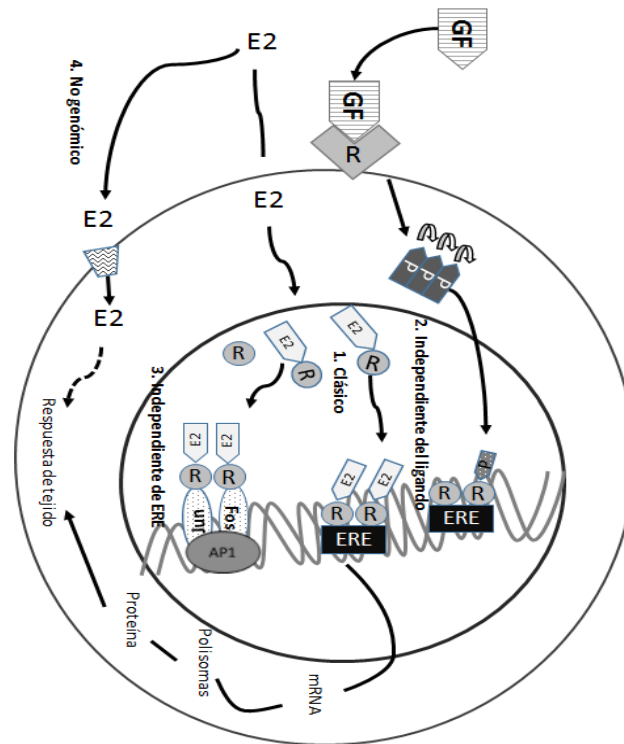 GF
GF
R
E2
4. No genómico
E2
E2
E2
P
P
P
2. Independiente del ligando
E2
R
1. Clásico
E2
R
R
3. Independiente de ERE
P
R
R
ERE
E2
E2
R
R
ERE
E2
E2
R
R
Jun
Fos
AP1
Respuesta de tejido
Proteína
Polisomas
mRNA